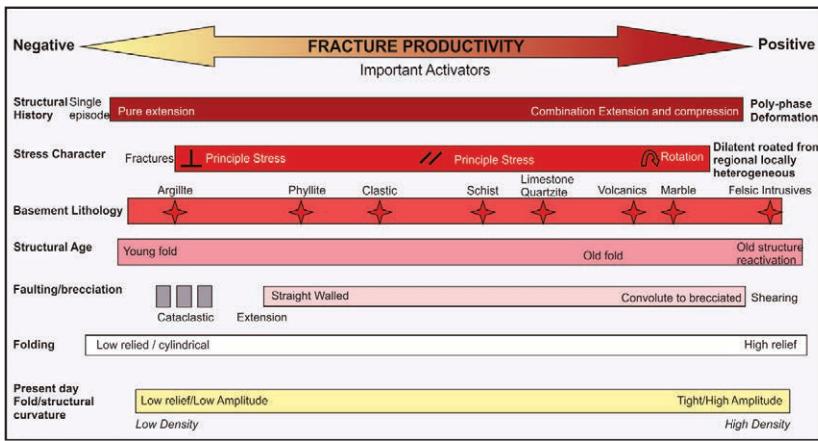 Negative
FRACTURE PRODUCTIVITY
Positive
Important Activators
Structural History
Single episode
Pure extension
Combination Extension and compression
Poly-phase Deformation
Stress Character
Fractures
Principle Stress
Principle Stress
Rotation
Dilatent roated from regional locally heterogeneous
Argillte
Phyllite
Clastic
Schist
Limestone Quartzite
Volcanics
Marble
Felsic Intrusives
Basement Lithology
Structural Age
Young fold
Old fold
Old structure reactivation
Faulting/brecciation
Straight Walled
Convolute to brecciated
Shearing
Cataclastic
Extension
Folding
Low relied / cylindrical
High relief
Present day Fold/structural curvature
Low relief/Low Amplitude
Tight/High Amplitude
Low Density
High Density